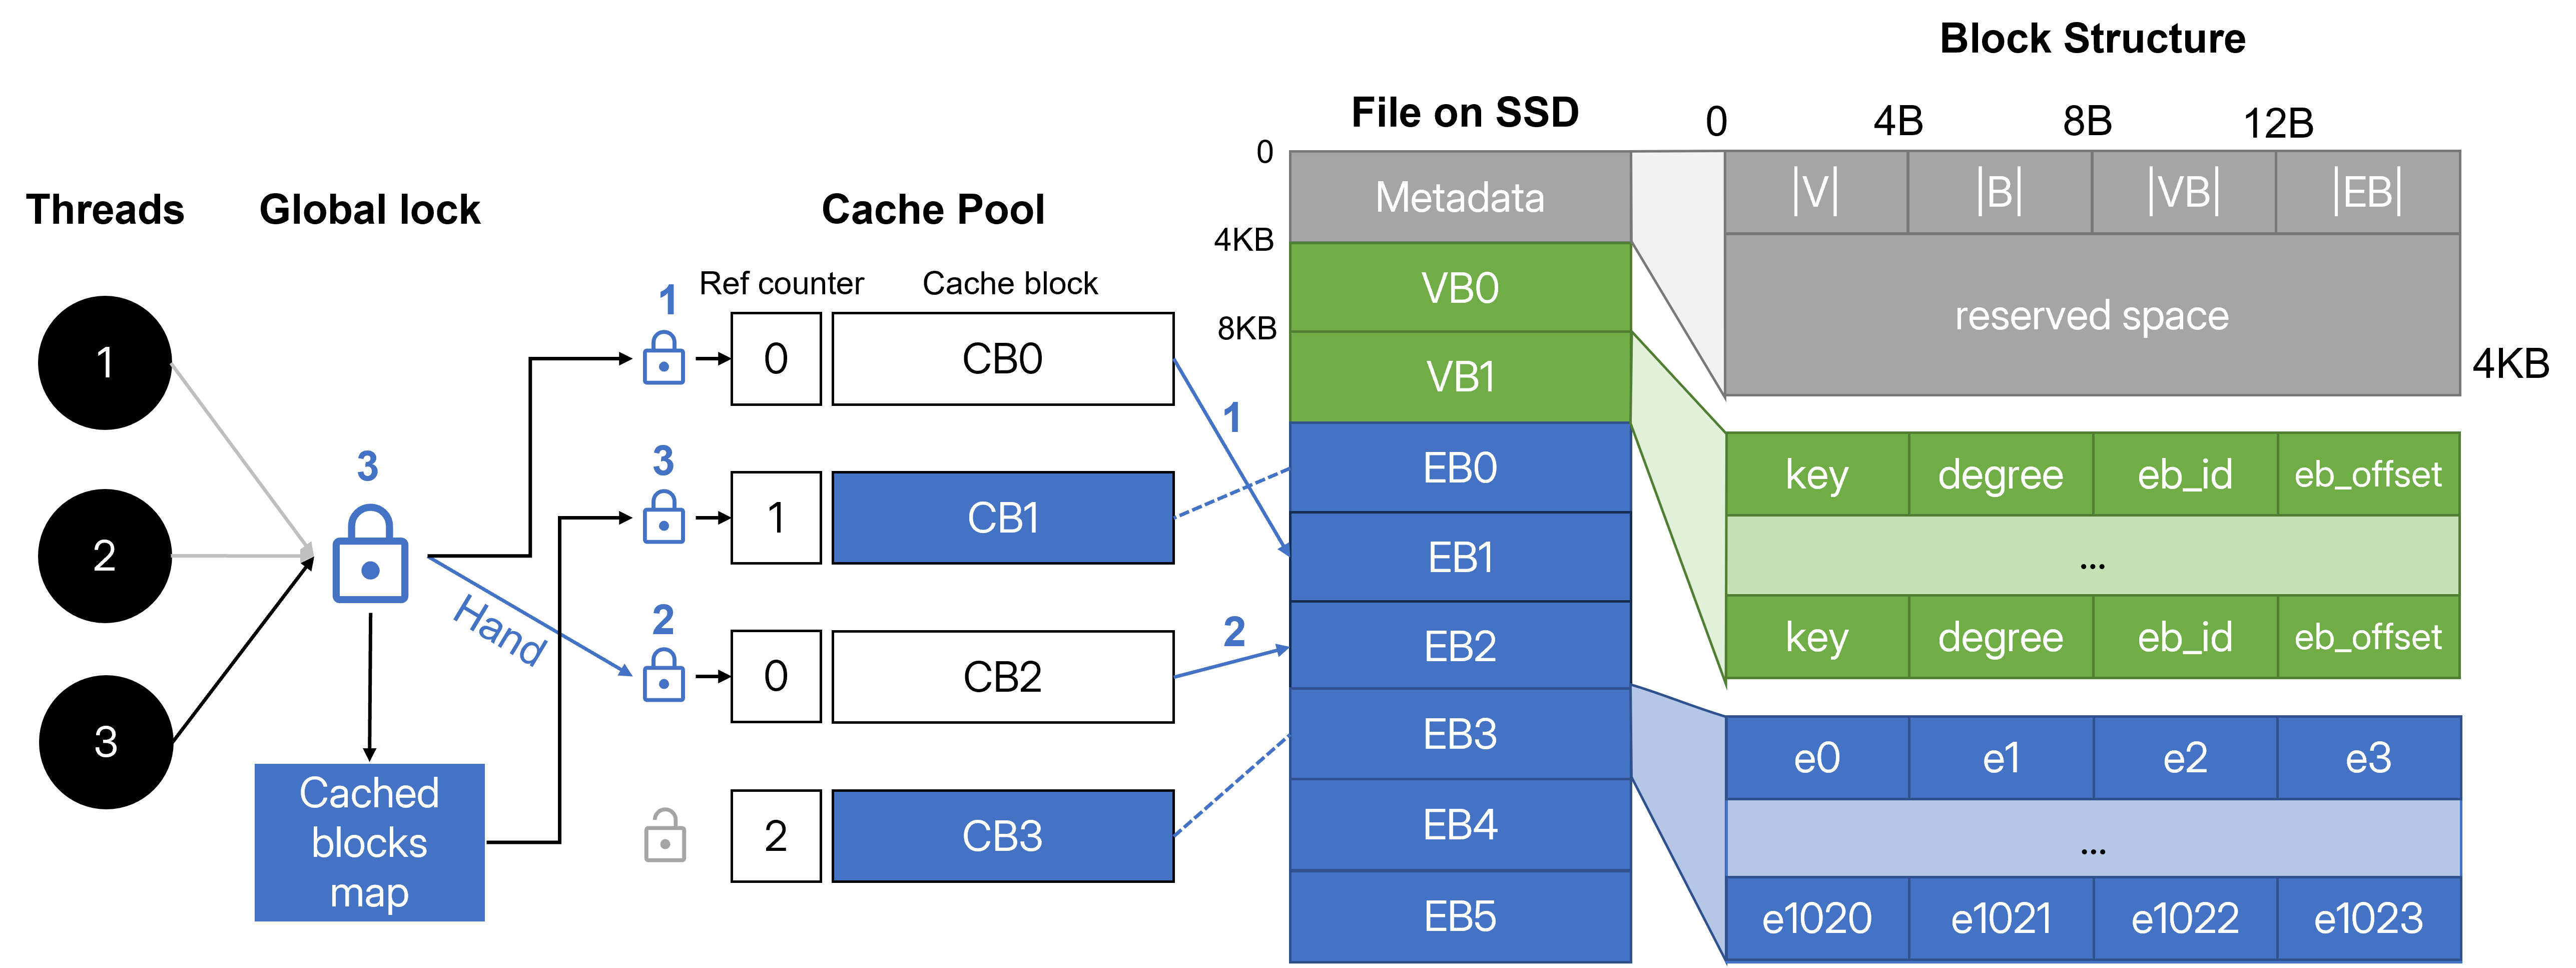 Block Structure
File on SSD
0 4B 8B 12B
Threads
Global lock
Cache Pool
Ref counter
Cache block
1
2
3
3
Hand
Cached
blocks
map
1
0
CB0
3
1
CB1
2
0
CB2
2
CB3
1
2
0
4KB
8KB
Metadata
VB0
VB1
EB0
EB1
EB2
EB3
EB4
EB5
|V| |B| |VB| |EB|
reserved space
4KB
key degree eb_id eb_offset
...
key degree eb_id eb_offset
e0 e1 e2 e3
...
e1020 e1021 e1022 e1023